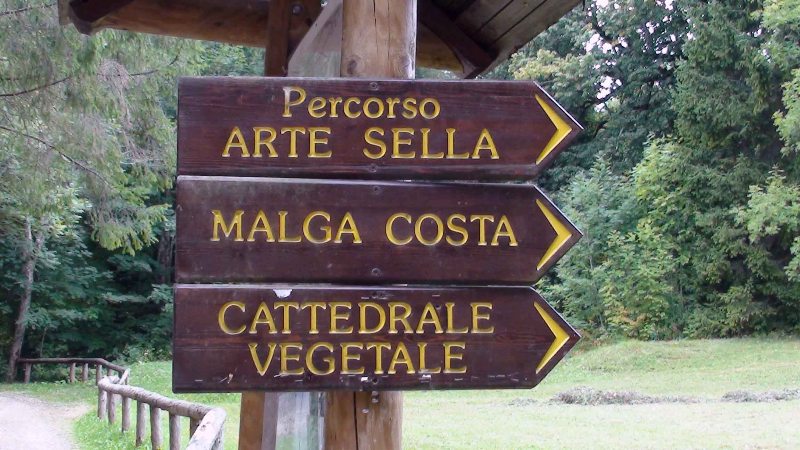 Percorso
ARTE SELLA
MALGA COSTA
CATTEDRALE
VEGETALE